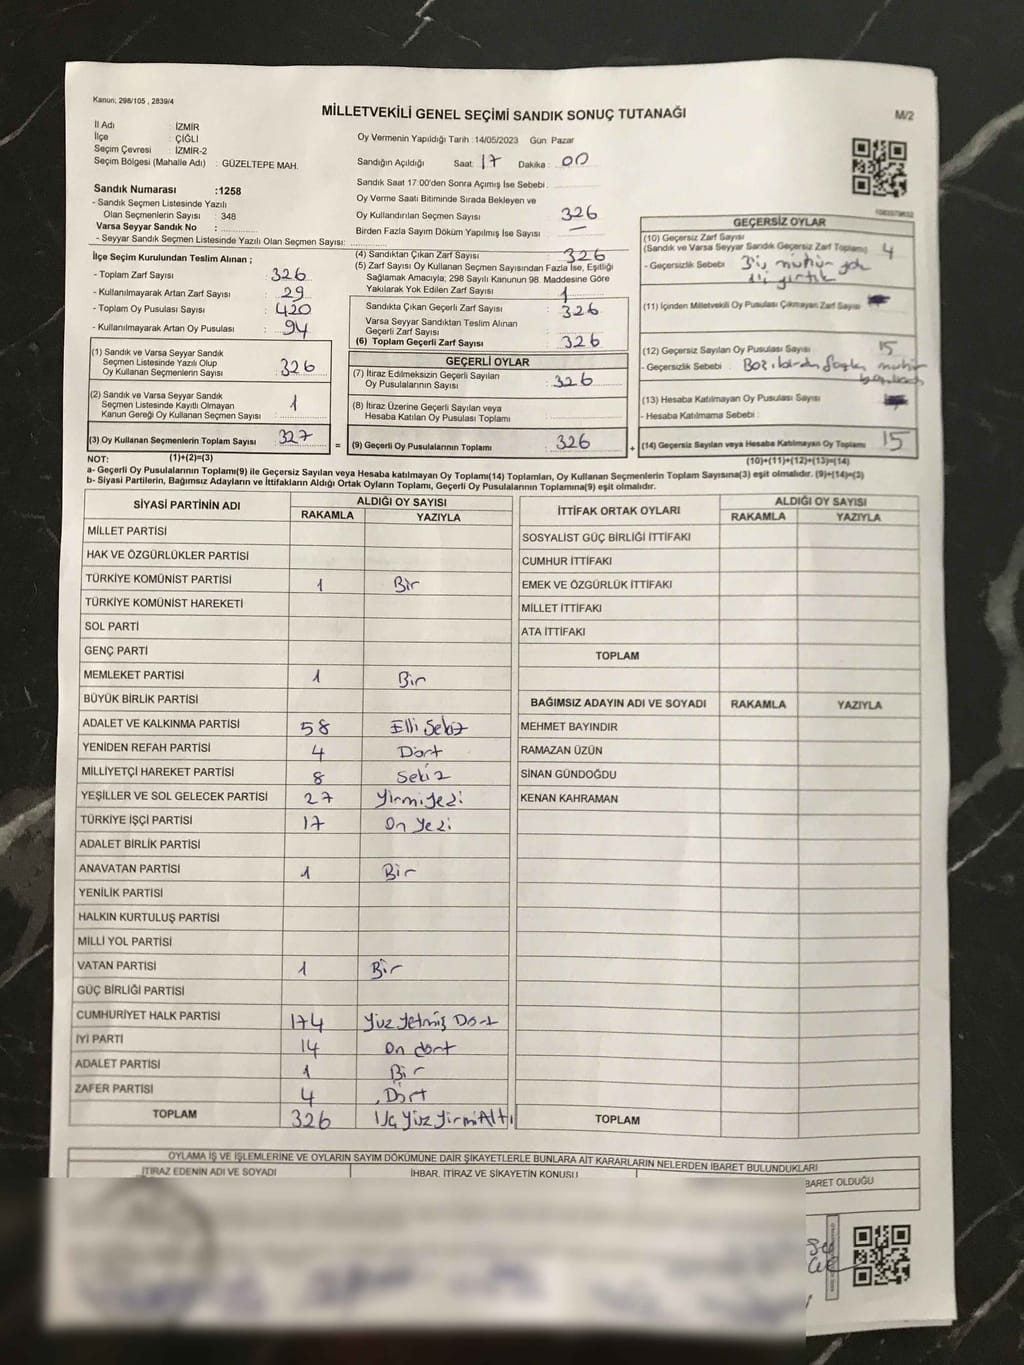 Kanun; 298/105 , 2839/4
MİLLETVEKİLİ GENEL SEÇİMİ SANDIK SONUÇ TUTANAĞI
M/2
İl Adı : İZMİR
İlçe : ÇİĞLİ
Seçim Çevresi : İZMİR-2
Seçim Bölgesi (Mahalle Adı) : GÜZELTEPE MAH.
Oy Vermenin Yapıldığı Tarih : 14/05/2023 Gün: Pazar
Sandığın Açıldığı Saat: 17 Dakika : 00
Sandık Saat 17:00'den Sonra Açımış İse Sebebi :
Oy Verme Saati Bitiminde Sırada Bekleyen ve
Oy Kullandırılan Seçmen Sayısı : 326
Birden Fazla Sayım Döküm Yapılmış İse Sayısı : —
Sandık Numarası :1258
- Sandık Seçmen Listesinde Yazılı
Olan Seçmenlerin Sayısı : 348
Varsa Seyyar Sandık No :
- Seyyar Sandık Seçmen Listesinde Yazılı Olan Seçmen Sayısı:
İlçe Seçim Kurulundan Teslim Alınan ;
- Toplam Zarf Sayısı : 326
- Kullanılmayarak Artan Zarf Sayısı : 29
- Toplam Oy Pusulası Sayısı : 420
- Kullanılmayarak Artan Oy Pusulası : 94
(1) Sandık ve Varsa Seyyar Sandık
Seçmen Listesinde Yazılı Olup
Oy Kullanan Seçmenlerin Sayısı : 326
(2) Sandık ve Varsa Seyyar Sandık
Seçmen Listesinde Kayıtlı Olmayan
Kanun Gereği Oy Kullanan Seçmen Sayısı : 1
(3) Oy Kullanan Seçmenlerin Toplam Sayısı : 327
(4) Sandıktan Çıkan Zarf Sayısı : 326
(5) Zarf Sayısı Oy Kullanan Seçmen Sayısından Fazla İse, Eşitliği
Sağlamak Amacıyla; 298 Sayılı Kanunun 98. Maddesine Göre
Yakılarak Yok Edilen Zarf Sayısı : 1
Sandıkta Çıkan Geçerli Zarf Sayısı : 326
Varsa Seyyar Sandıktan Teslim Alınan
Geçerli Zarf Sayısı :
(6) Toplam Geçerli Zarf Sayısı : 326
GEÇERLİ OYLAR
(7) İtiraz Edilmeksizin Geçerli Sayılan
Oy Pusulalarının Sayısı : 326
(8) İtiraz Üzerine Geçerli Sayılan veya
Hesaba Katılan Oy Pusulası Toplamı :
= (9) Geçerli Oy Pusulalarının Toplamı : 326
1083079632
GEÇERSİZ OYLAR
(10) Geçersiz Zarf Sayısı
(Sandık ve Varsa Seyyar Sandık Geçersiz Zarf Toplamı) : 4
- Geçersizlik Sebebi : 3'ü mühür yok
1'i yırtık
(11) İçinden Milletvekili Oy Pusulası Çıkmayan Zarf Sayısı :
(12) Geçersiz Sayılan Oy Pusulası Sayısı : 15
- Geçersizlik Sebebi : mühür
(13) Hesaba Katılmayan Oy Pusulası Sayısı :
- Hesaba Katılmama Sebebi :
+ (14) Geçersiz Sayılan veya Hesaba Katılmayan Oy Toplamı : 15
NOT: (1)+(2)=(3)
(10)+(11)+(12)+(13)=(14)
a- Geçerli Oy Pusulalarının Toplamı(9) ile Geçersiz Sayılan veya Hesaba katılmayan Oy Toplamı(14) Toplamları, Oy Kullanan Seçmenlerin Toplam Sayısına(3) eşit olmalıdır. (9)+(14)=(3)
b- Siyasi Partilerin, Bağımsız Adayların ve İttifakların Aldığı Ortak Oyların Toplamı, Geçerli Oy Pusulalarının Toplamına(9) eşit olmalıdır.
SİYASİ PARTİNİN ADI ALDIĞI OY SAYISI
RAKAMLA YAZIYLA
MİLLET PARTİSİ
HAK VE ÖZGÜRLÜKLER PARTİSİ
TÜRKİYE KOMÜNİST PARTİSİ 1 Bir
TÜRKİYE KOMÜNİST HAREKETİ
SOL PARTİ
GENÇ PARTİ
MEMLEKET PARTİSİ 1 Bir
BÜYÜK BİRLİK PARTİSİ
ADALET VE KALKINMA PARTİSİ 58 Elli Sekiz
YENİDEN REFAH PARTİSİ 4 Dört
MİLLİYETÇİ HAREKET PARTİSİ 8 Sekiz
YEŞİLLER VE SOL GELECEK PARTİSİ 27 Yirmi yedi
TÜRKİYE İŞÇİ PARTİSİ 17 On Yedi
ADALET BİRLİK PARTİSİ
ANAVATAN PARTİSİ 1 Bir
YENİLİK PARTİSİ
HALKIN KURTULUŞ PARTİSİ
MİLLİ YOL PARTİSİ
VATAN PARTİSİ 1 Bir
GÜÇ BİRLİĞİ PARTİSİ
CUMHURİYET HALK PARTİSİ 174 Yüz Yetmiş Dört
İYİ PARTİ 14 On dört
ADALET PARTİSİ 1 Bir
ZAFER PARTİSİ 4 Dört
TOPLAM 326 Üç Yüz Yirmi Altı
İTTİFAK ORTAK OYLARI ALDIĞI OY SAYISI
RAKAMLA YAZIYLA
SOSYALİST GÜÇ BİRLİĞİ İTTİFAKI
CUMHUR İTTİFAKI
EMEK VE ÖZGÜRLÜK İTTİFAKI
MİLLET İTTİFAKI
ATA İTTİFAKI
TOPLAM
BAĞIMSIZ ADAYIN ADI VE SOYADI RAKAMLA YAZIYLA
MEHMET BAYINDIR
RAMAZAN ÜZÜN
SİNAN GÜNDOĞDU
KENAN KAHRAMAN
TOPLAM
OYLAMA İŞ VE İŞLEMLERİNE VE OYLARIN SAYIM DÖKÜMÜNE DAİR ŞİKAYETLERLE BUNLARA AİT KARARLARIN NELERDEN İBARET BULUNDUKLARI
İTİRAZ EDENİN ADI VE SOYADI İHBAR, İTİRAZ VE ŞİKAYETİN KONUSU BARET OLDUĞU